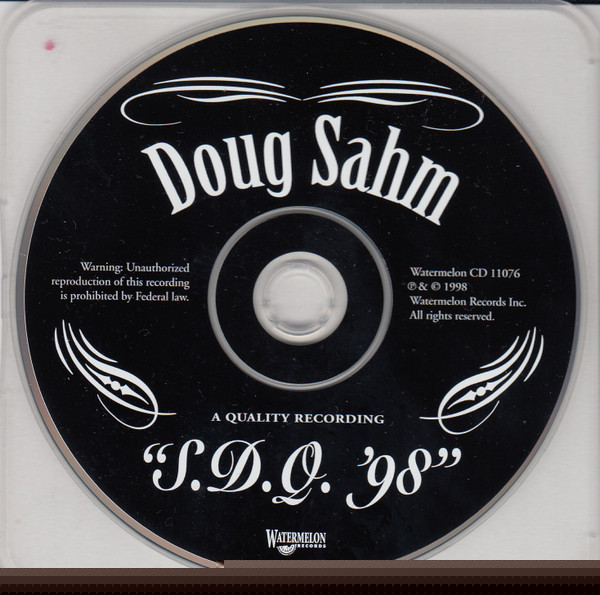 Doug Sahm
Warning: Unauthorized
reproduction of this recording
is prohibited by Federal law.
Watermelon CD 11076
℗ & © 1998
Watermelon Records Inc.
All rights reserved.
A QUALITY RECORDING
“S.D.Q. ’98”
WATERMELON
RECORDS